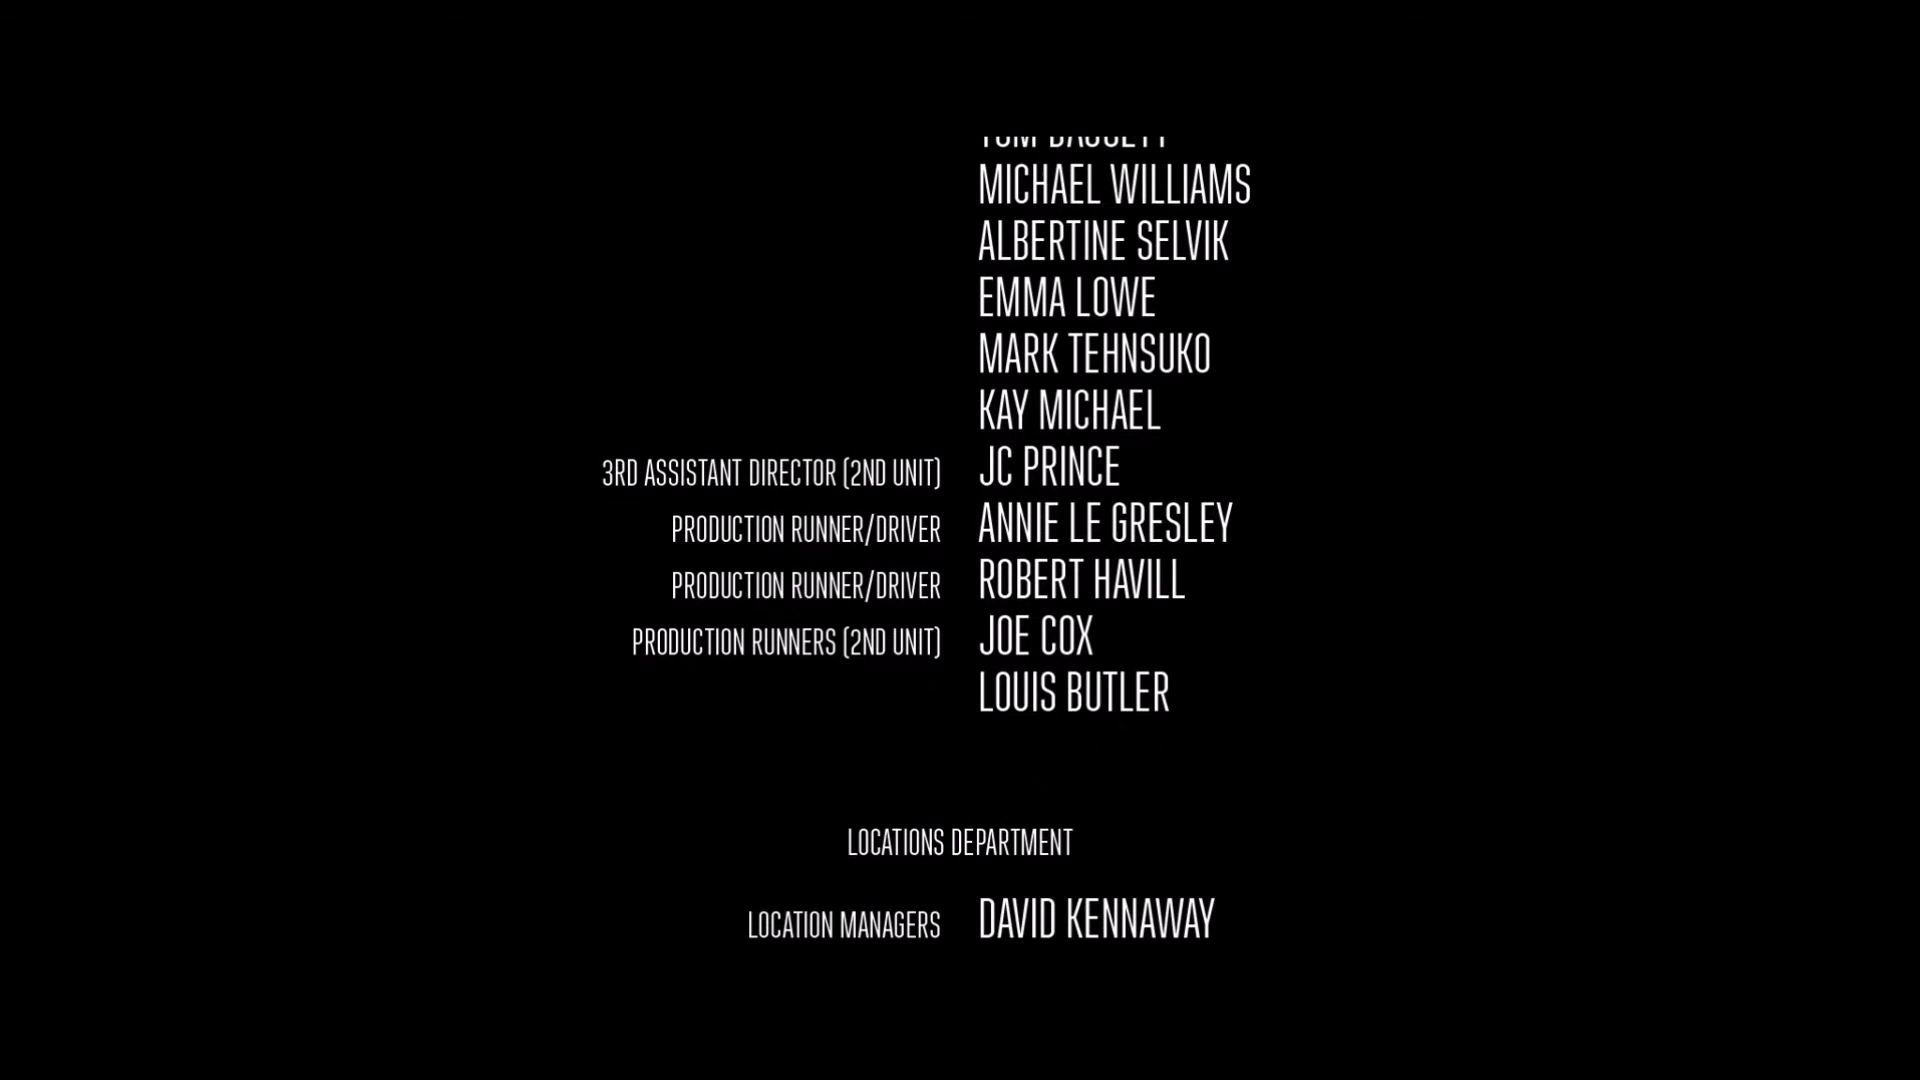 MICHAEL WILLIAMS
ALBERTINE SELVIK
EMMA LOWE
MARK TEHNSUKO
KAY MICHAEL
3RD ASSISTANT DIRECTOR (2ND UNIT) JC PRINCE
PRODUCTION RUNNER/DRIVER ANNIE LE GRESLEY
PRODUCTION RUNNER/DRIVER ROBERT HAVILL
PRODUCTION RUNNERS (2ND UNIT) JOE COX
LOUIS BUTLER
LOCATIONS DEPARTMENT
LOCATION MANAGERS DAVID KENNAWAY